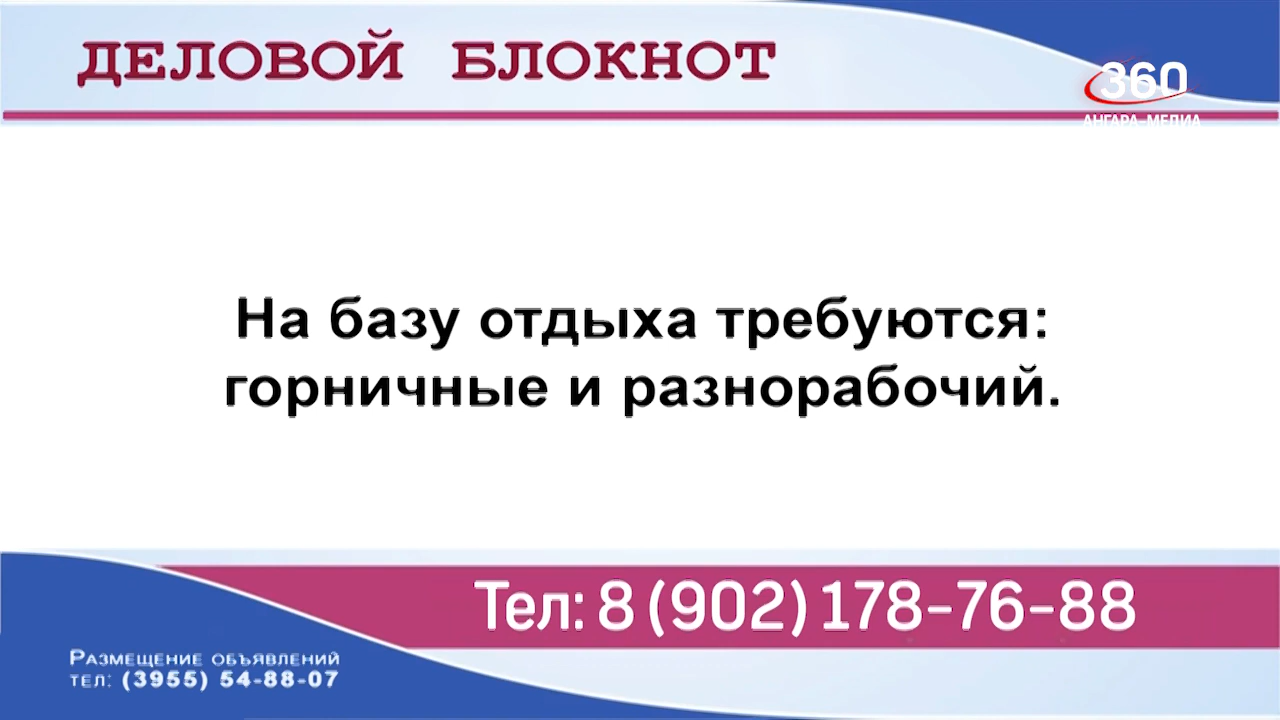 ДЕЛОВОЙ БЛОКНОТ
360
АНГАРА-МЕДИА
На базу отдыха требуются:
горничные и разнорабочий.
Тел: 8 (902) 178-76-88
Размещение объявлений
тел: (3955) 54-88-07